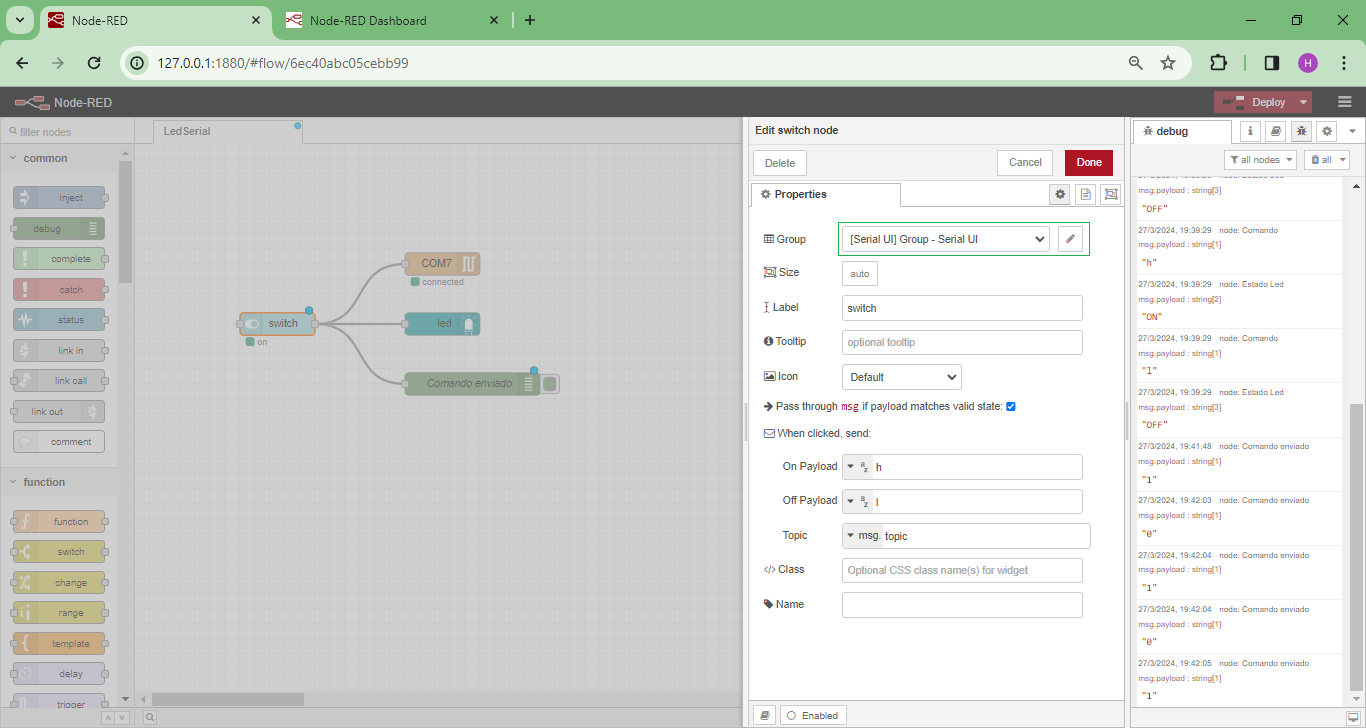 Node-RED
Node-RED Dashboard
127.0.0.1:1880/#flow/6ec40abc05cebb99
H
Node-RED
Deploy
filter nodes
common
inject
debug
complete
catch
status
link in
link call
link out
comment
function
function
switch
change
range
template
delay
trigger
LedSerial
switch
on
COM7
connected
led
Comando enviado
Edit switch node
Delete
Cancel
Done
Properties
Group
[Serial UI] Group - Serial UI
Size
auto
Label
switch
Tooltip
optional tooltip
Icon
Default
Pass through msg if payload matches valid state:
When clicked, send:
On Payload
h
Off Payload
l
Topic
msg. topic
Class
Optional CSS class name(s) for widget
Name
Enabled
debug
all nodes
all
msg.payload : string[3]
"OFF"
27/3/2024, 19:39:29 node: Comando
msg.payload : string[1]
"h"
27/3/2024, 19:39:29 node: Estado Led
msg.payload : string[2]
"ON"
27/3/2024, 19:39:29 node: Comando
msg.payload : string[1]
"l"
27/3/2024, 19:39:29 node: Estado Led
msg.payload : string[3]
"OFF"
27/3/2024, 19:41:48 node: Comando enviado
msg.payload : string[1]
"1"
27/3/2024, 19:42:03 node: Comando enviado
msg.payload : string[1]
"0"
27/3/2024, 19:42:04 node: Comando enviado
msg.payload : string[1]
"1"
27/3/2024, 19:42:04 node: Comando enviado
msg.payload : string[1]
"0"
27/3/2024, 19:42:05 node: Comando enviado
msg.payload : string[1]
"1"